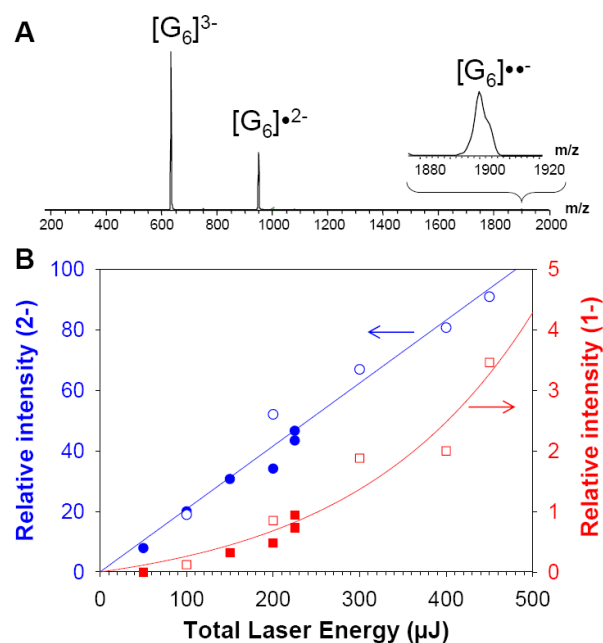 A
[G₆]³⁻
[G₆]•²⁻
[G₆]••⁻
1880 1900 1920 m/z
200 400 600 800 1000 1200 1400 1600 1800 2000 m/z
B
Relative intensity (2-)
100
80
60
40
20
0
5
4
3
2
1
0
Relative intensity (1-)
0 100 200 300 400 500
Total Laser Energy (µJ)